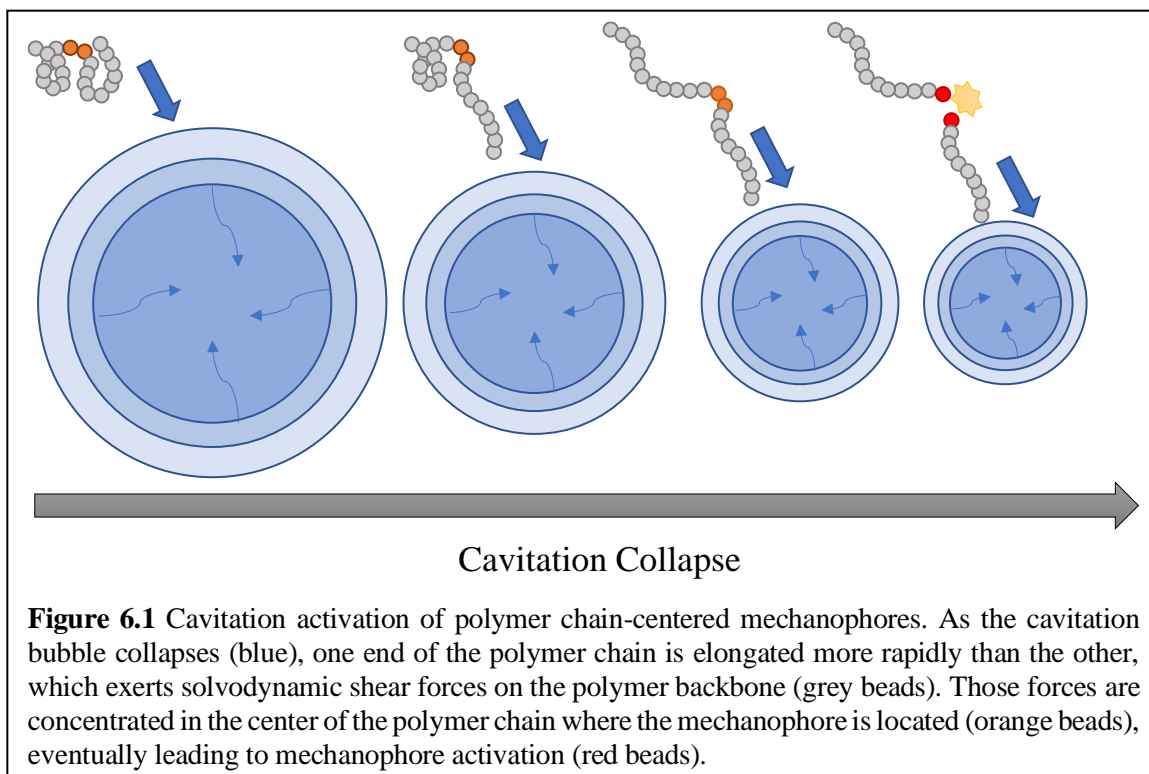 Cavitation Collapse
Figure 6.1 Cavitation activation of polymer chain-centered mechanophores. As the cavitation
bubble collapses (blue), one end of the polymer chain is elongated more rapidly than the other,
which exerts solvodynamic shear forces on the polymer backbone (grey beads). Those forces are
concentrated in the center of the polymer chain where the mechanophore is located (orange beads),
eventually leading to mechanophore activation (red beads).